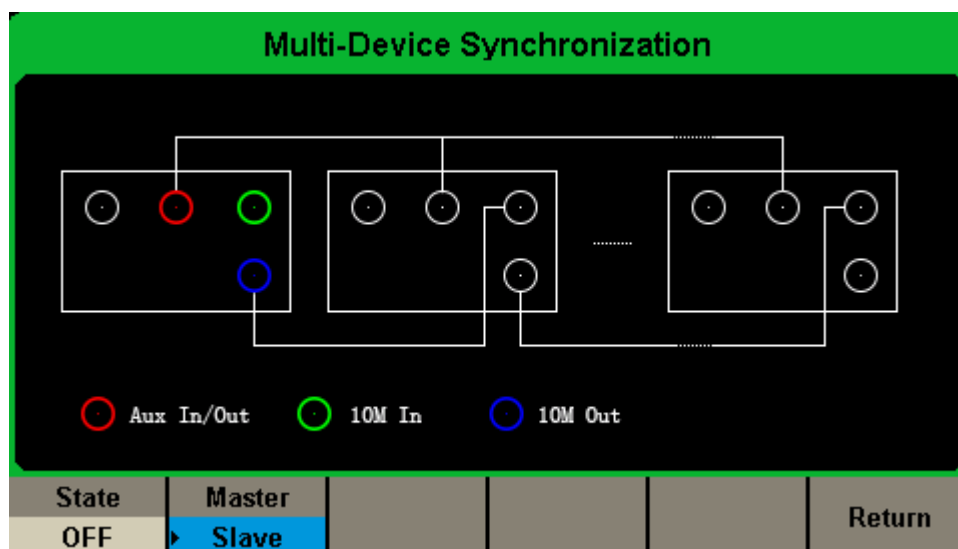 Multi-Device Synchronization
Aux In/Out 10M In 10M Out
State Master
OFF Slave Return